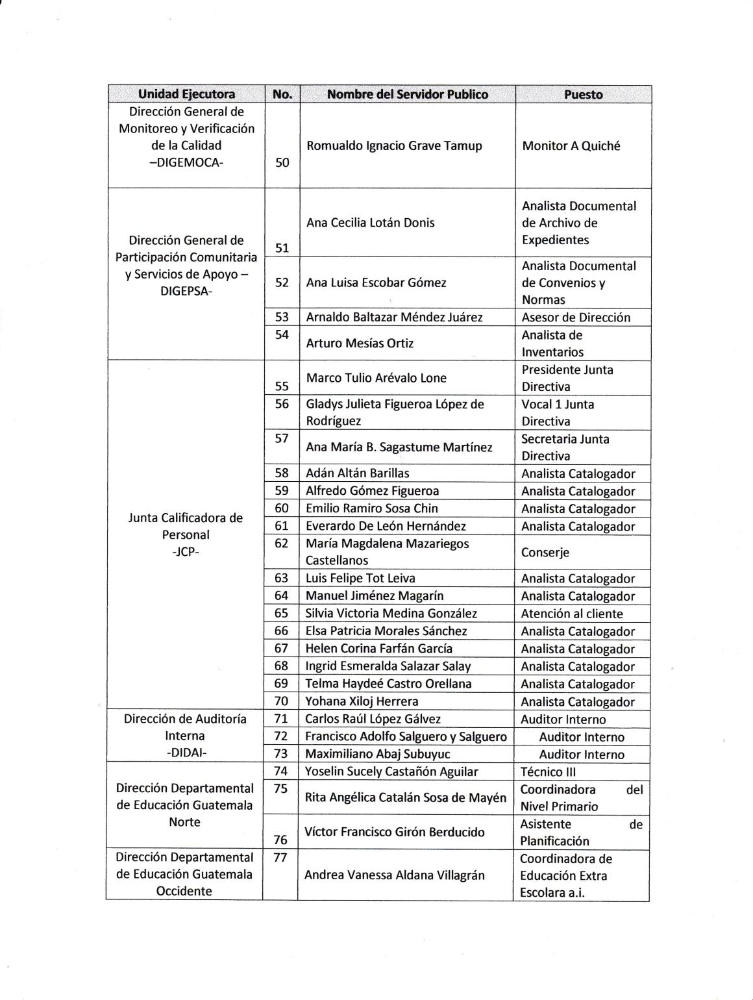 Unidad Ejecutora No. Nombre del Servidor Publico Puesto
Dirección General de
Monitoreo y Verificación
de la Calidad
–DIGEMOCA-
50
Romualdo Ignacio Grave Tamup
Monitor A Quiché
Dirección General de
Participación Comunitaria
y Servicios de Apoyo –
DIGEPSA-
51
Ana Cecilia Lotán Donis
Analista Documental
de Archivo de
Expedientes
52
Ana Luisa Escobar Gómez
Analista Documental
de Convenios y
Normas
53 Arnaldo Baltazar Méndez Juárez Asesor de Dirección
54
Arturo Mesías Ortiz
Analista de
Inventarios
Junta Calificadora de
Personal
-JCP-
55
Marco Tulio Arévalo Lone
Presidente Junta
Directiva
56
Gladys Julieta Figueroa López de
Rodríguez
Vocal 1 Junta
Directiva
57
Ana María B. Sagastume Martínez
Secretaria Junta
Directiva
58 Adán Altán Barillas Analista Catalogador
59 Alfredo Gómez Figueroa Analista Catalogador
60 Emilio Ramiro Sosa Chin Analista Catalogador
61 Everardo De León Hernández Analista Catalogador
62
María Magdalena Mazariegos
Castellanos
Conserje
63 Luis Felipe Tot Leiva Analista Catalogador
64 Manuel Jiménez Magarín Analista Catalogador
65 Silvia Victoria Medina González Atención al cliente
66 Elsa Patricia Morales Sánchez Analista Catalogador
67 Helen Corina Farfán García Analista Catalogador
68 Ingrid Esmeralda Salazar Salay Analista Catalogador
69 Telma Haydeé Castro Orellana Analista Catalogador
70 Yohana Xiloj Herrera Analista Catalogador
Dirección de Auditoría
Interna
-DIDAI-
71 Carlos Raúl López Gálvez Auditor Interno
72 Francisco Adolfo Salguero y Salguero Auditor Interno
73 Maximiliano Abaj Subuyuc Auditor Interno
Dirección Departamental
de Educación Guatemala
Norte
74 Yoselin Sucely Castañón Aguilar Técnico III
75
Rita Angélica Catalán Sosa de Mayén
Coordinadora del
Nivel Primario
76
Víctor Francisco Girón Berducido
Asistente de
Planificación
Dirección Departamental
de Educación Guatemala
Occidente
77
Andrea Vanessa Aldana Villagrán
Coordinadora de
Educación Extra
Escolara a.i.